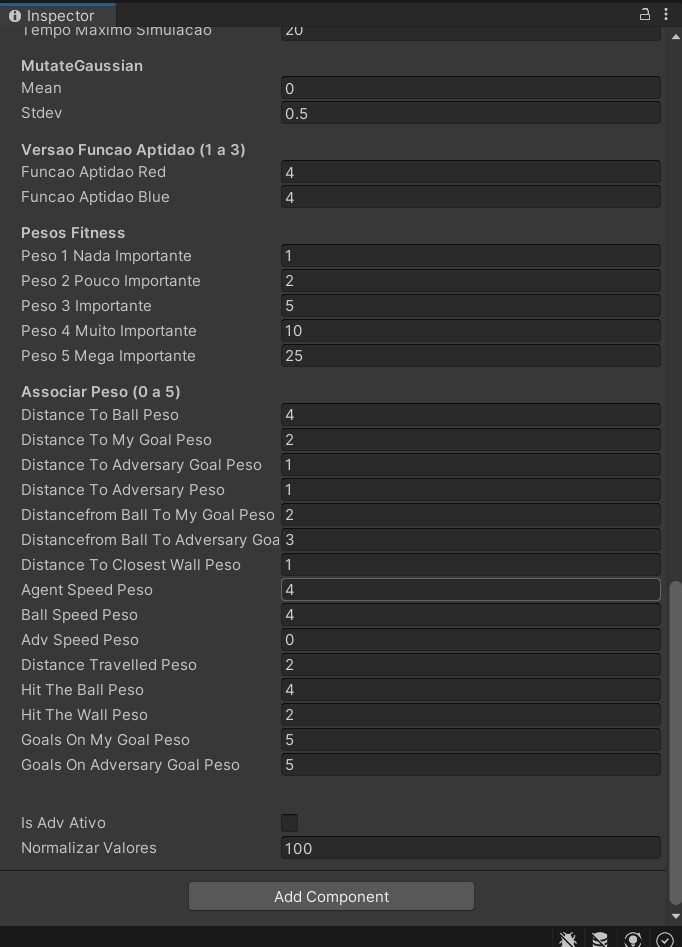 Inspector
Tempo Maximo Simulacao 20
MutateGaussian
Mean 0
Stdev 0.5
Versao Funcao Aptidao (1 a 3)
Funcao Aptidao Red 4
Funcao Aptidao Blue 4
Pesos Fitness
Peso 1 Nada Importante 1
Peso 2 Pouco Importante 2
Peso 3 Importante 5
Peso 4 Muito Importante 10
Peso 5 Mega Importante 25
Associar Peso (0 a 5)
Distance To Ball Peso 4
Distance To My Goal Peso 2
Distance To Adversary Goal Peso 1
Distance To Adversary Peso 1
Distancefrom Ball To My Goal Peso 2
Distancefrom Ball To Adversary Goa 3
Distance To Closest Wall Peso 1
Agent Speed Peso 4
Ball Speed Peso 4
Adv Speed Peso 0
Distance Travelled Peso 2
Hit The Ball Peso 4
Hit The Wall Peso 2
Goals On My Goal Peso 5
Goals On Adversary Goal Peso 5
Is Adv Ativo
Normalizar Valores 100
Add Component